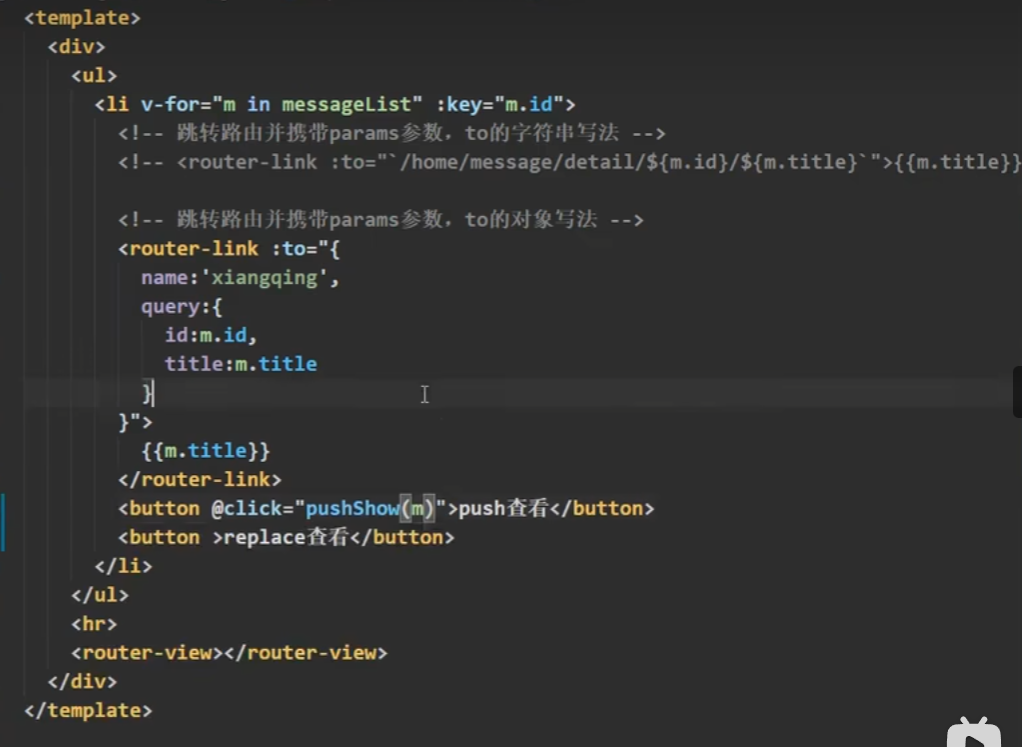 <template>
<div>
<ul>
<li v-for="m in messageList" :key="m.id">
<!-- 跳转路由并携带params参数，to的字符串写法 -->
<!-- <router-link :to="`/home/message/detail/${m.id}/${m.title}`">{{m.title}}
<!-- 跳转路由并携带params参数，to的对象写法 -->
<router-link :to="{
name:'xiangqing',
query:{
id:m.id,
title:m.title
}
}">
{{m.title}}
</router-link>
<button @click="pushShow(m)">push查看</button>
<button >replace查看</button>
</li>
</ul>
<hr>
<router-view></router-view>
</div>
</template>